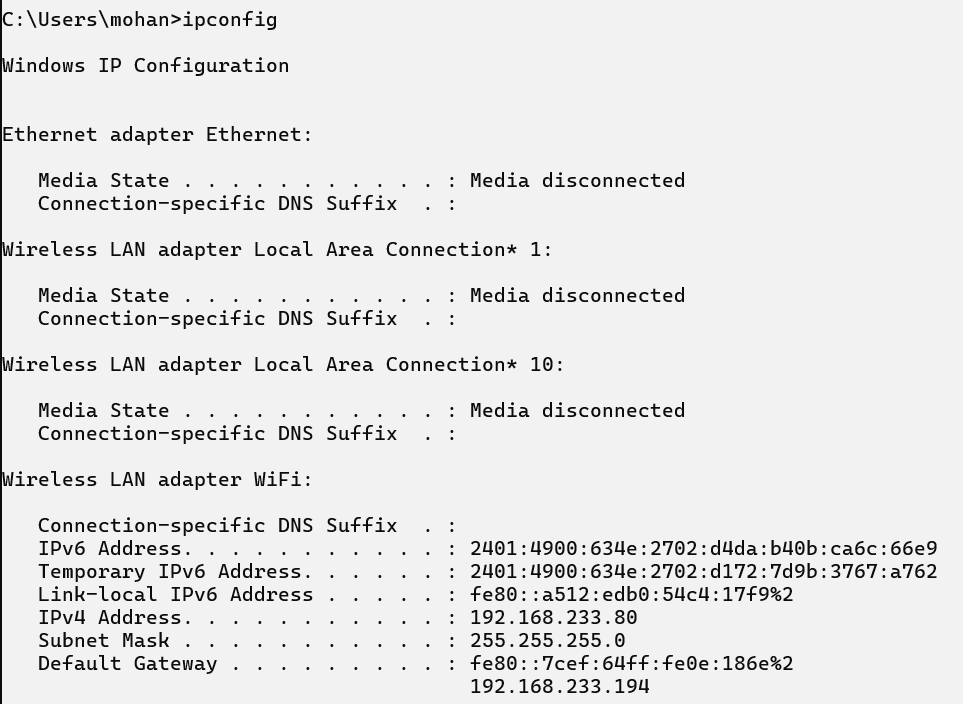 C:\Users\mohan>ipconfig
Windows IP Configuration
Ethernet adapter Ethernet:
Media State . . . . . . . . . . . : Media disconnected
Connection-specific DNS Suffix  . :
Wireless LAN adapter Local Area Connection* 1:
Media State . . . . . . . . . . . : Media disconnected
Connection-specific DNS Suffix  . :
Wireless LAN adapter Local Area Connection* 10:
Media State . . . . . . . . . . . : Media disconnected
Connection-specific DNS Suffix  . :
Wireless LAN adapter WiFi:
Connection-specific DNS Suffix  . :
IPv6 Address. . . . . . . . . . . : 2401:4900:634e:2702:d4da:b40b:ca6c:66e9
Temporary IPv6 Address. . . . . . : 2401:4900:634e:2702:d172:7d9b:3767:a762
Link-local IPv6 Address . . . . . : fe80::a512:edb0:54c4:17f9%2
IPv4 Address. . . . . . . . . . . : 192.168.233.80
Subnet Mask . . . . . . . . . . . : 255.255.255.0
Default Gateway . . . . . . . . . : fe80::7cef:64ff:fe0e:186e%2
192.168.233.194